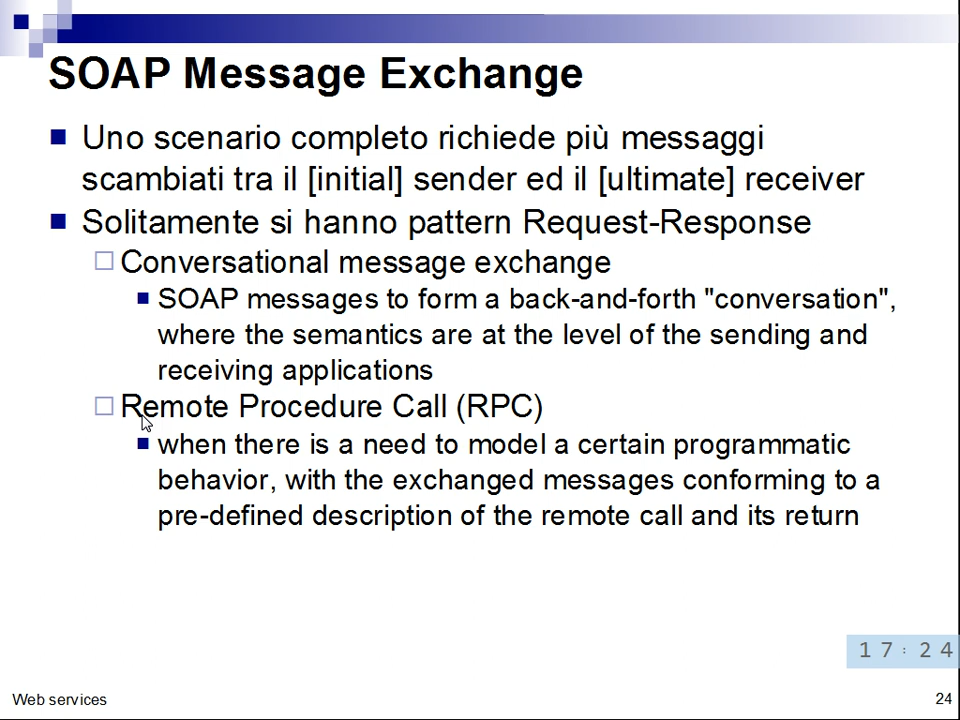 SOAP Message Exchange
Uno scenario completo richiede più messaggi
scambiati tra il [initial] sender ed il [ultimate] receiver
Solitamente si hanno pattern Request-Response
Conversational message exchange
SOAP messages to form a back-and-forth "conversation",
where the semantics are at the level of the sending and
receiving applications
Remote Procedure Call (RPC)
when there is a need to model a certain programmatic
behavior, with the exchanged messages conforming to a
pre-defined description of the remote call and its return
17:24
Web services
24